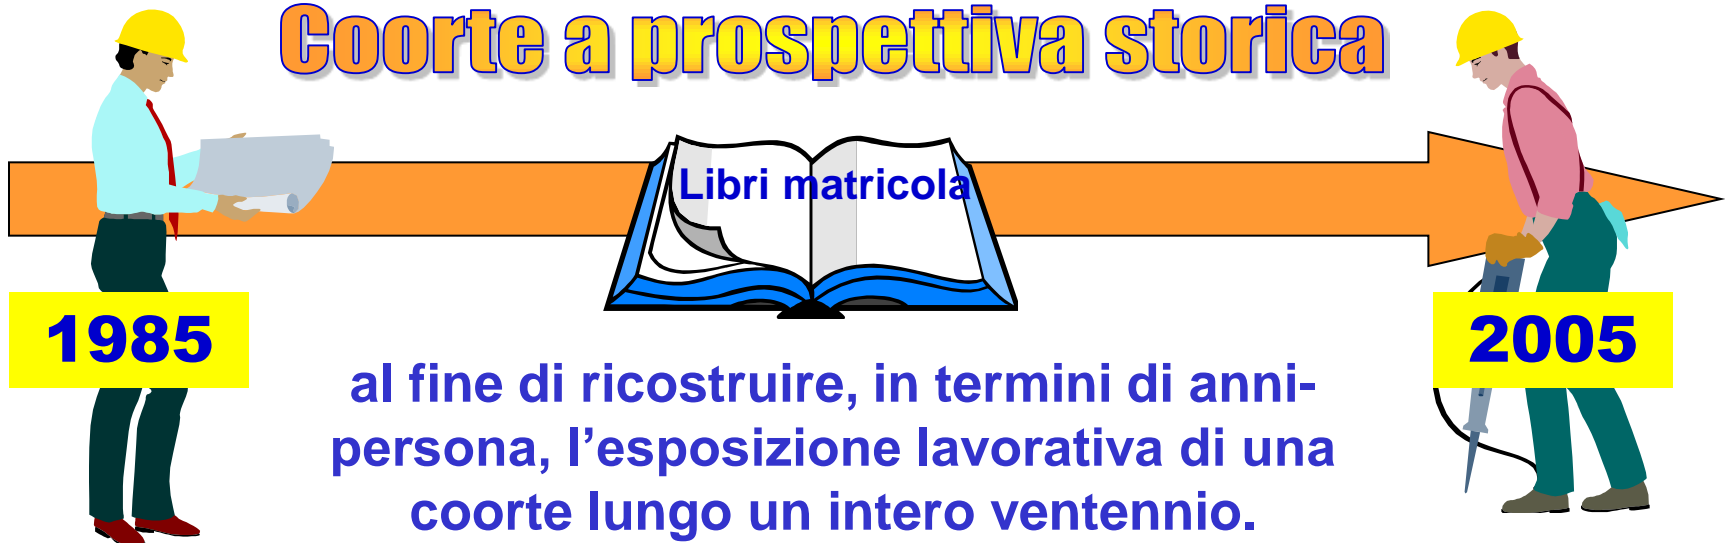 Coorte a prospettiva storica
Libri matricola
1985
2005
al fine di ricostruire, in termini di anni-
persona, l’esposizione lavorativa di una
coorte lungo un intero ventennio.